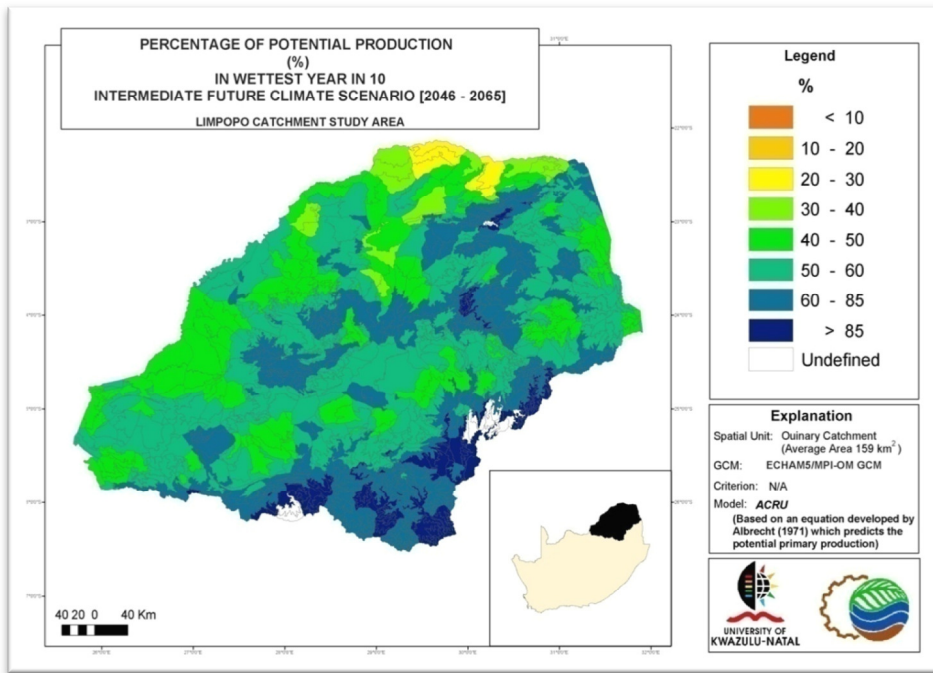 PERCENTAGE OF POTENTIAL PRODUCTION
(%)
IN WETTEST YEAR IN 10
INTERMEDIATE FUTURE CLIMATE SCENARIO [2046 - 2065]
LIMPOPO CATCHMENT STUDY AREA
Legend
%
< 10
10 - 20
20 - 30
30 - 40
40 - 50
50 - 60
60 - 85
> 85
Undefined
Explanation
Spatial Unit: Quinary Catchment
(Average Area 159 km²)
GCM: ECHAM5/MPI-OM GCM
Criterion: N/A
Model: ACRU
(Based on an equation developed by
Albrecht (1971) which predicts the
potential primary production)
40 20 0 40 Km
UNIVERSITY OF
KWAZULU-NATAL